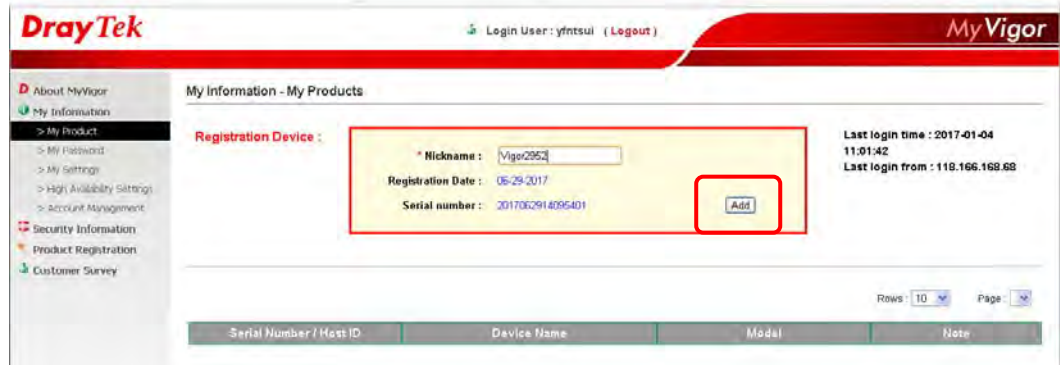 DrayTek
Login User : yfntsui ( Logout )
MyVigor
About MyVigor
My Information
> My Product
> My Password
> My Settings
> High Availability Settings
> Account Management
Security Information
Product Registration
Customer Survey
My Information - My Products
Registration Device :
* Nickname : Vigor2952
Registration Date : 06-29-2017
Serial number : 2017062914095401
Add
Last login time : 2017-01-04
11:01:42
Last login from : 118.166.168.68
Rows : 10 Page :
Serial Number / Host ID Device Name Model Note